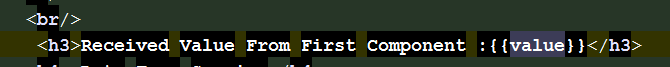 <br/>
<h3>Received Value From First Component :{{value}}</h3>